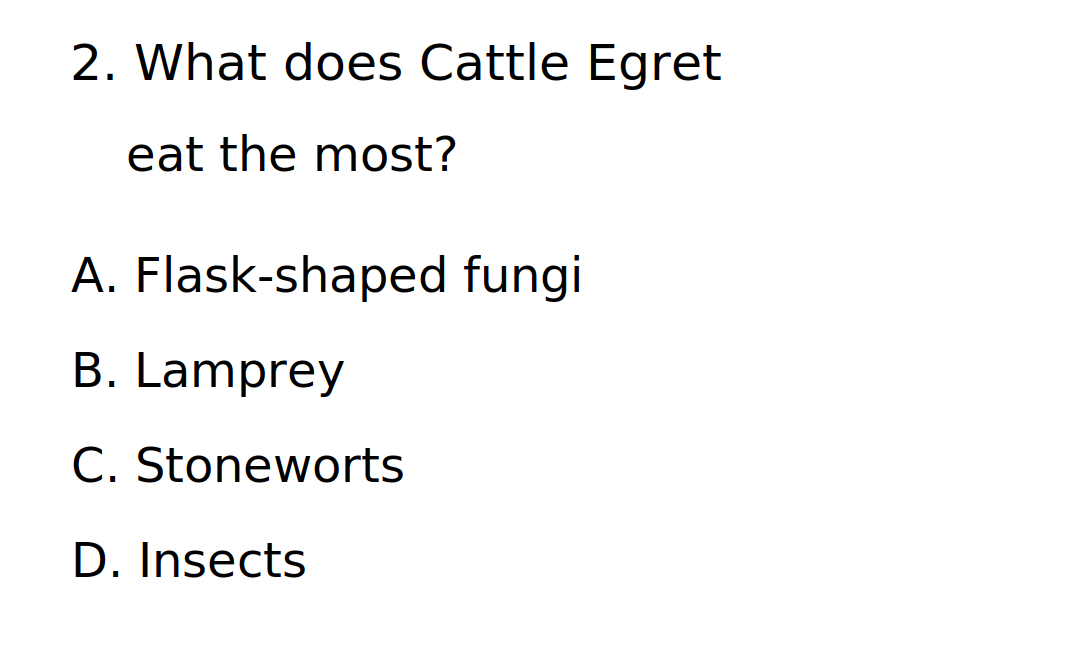 2. What does Cattle Egret
eat the most?
A. Flask-shaped fungi
B. Lamprey
C. Stoneworts
D. Insects